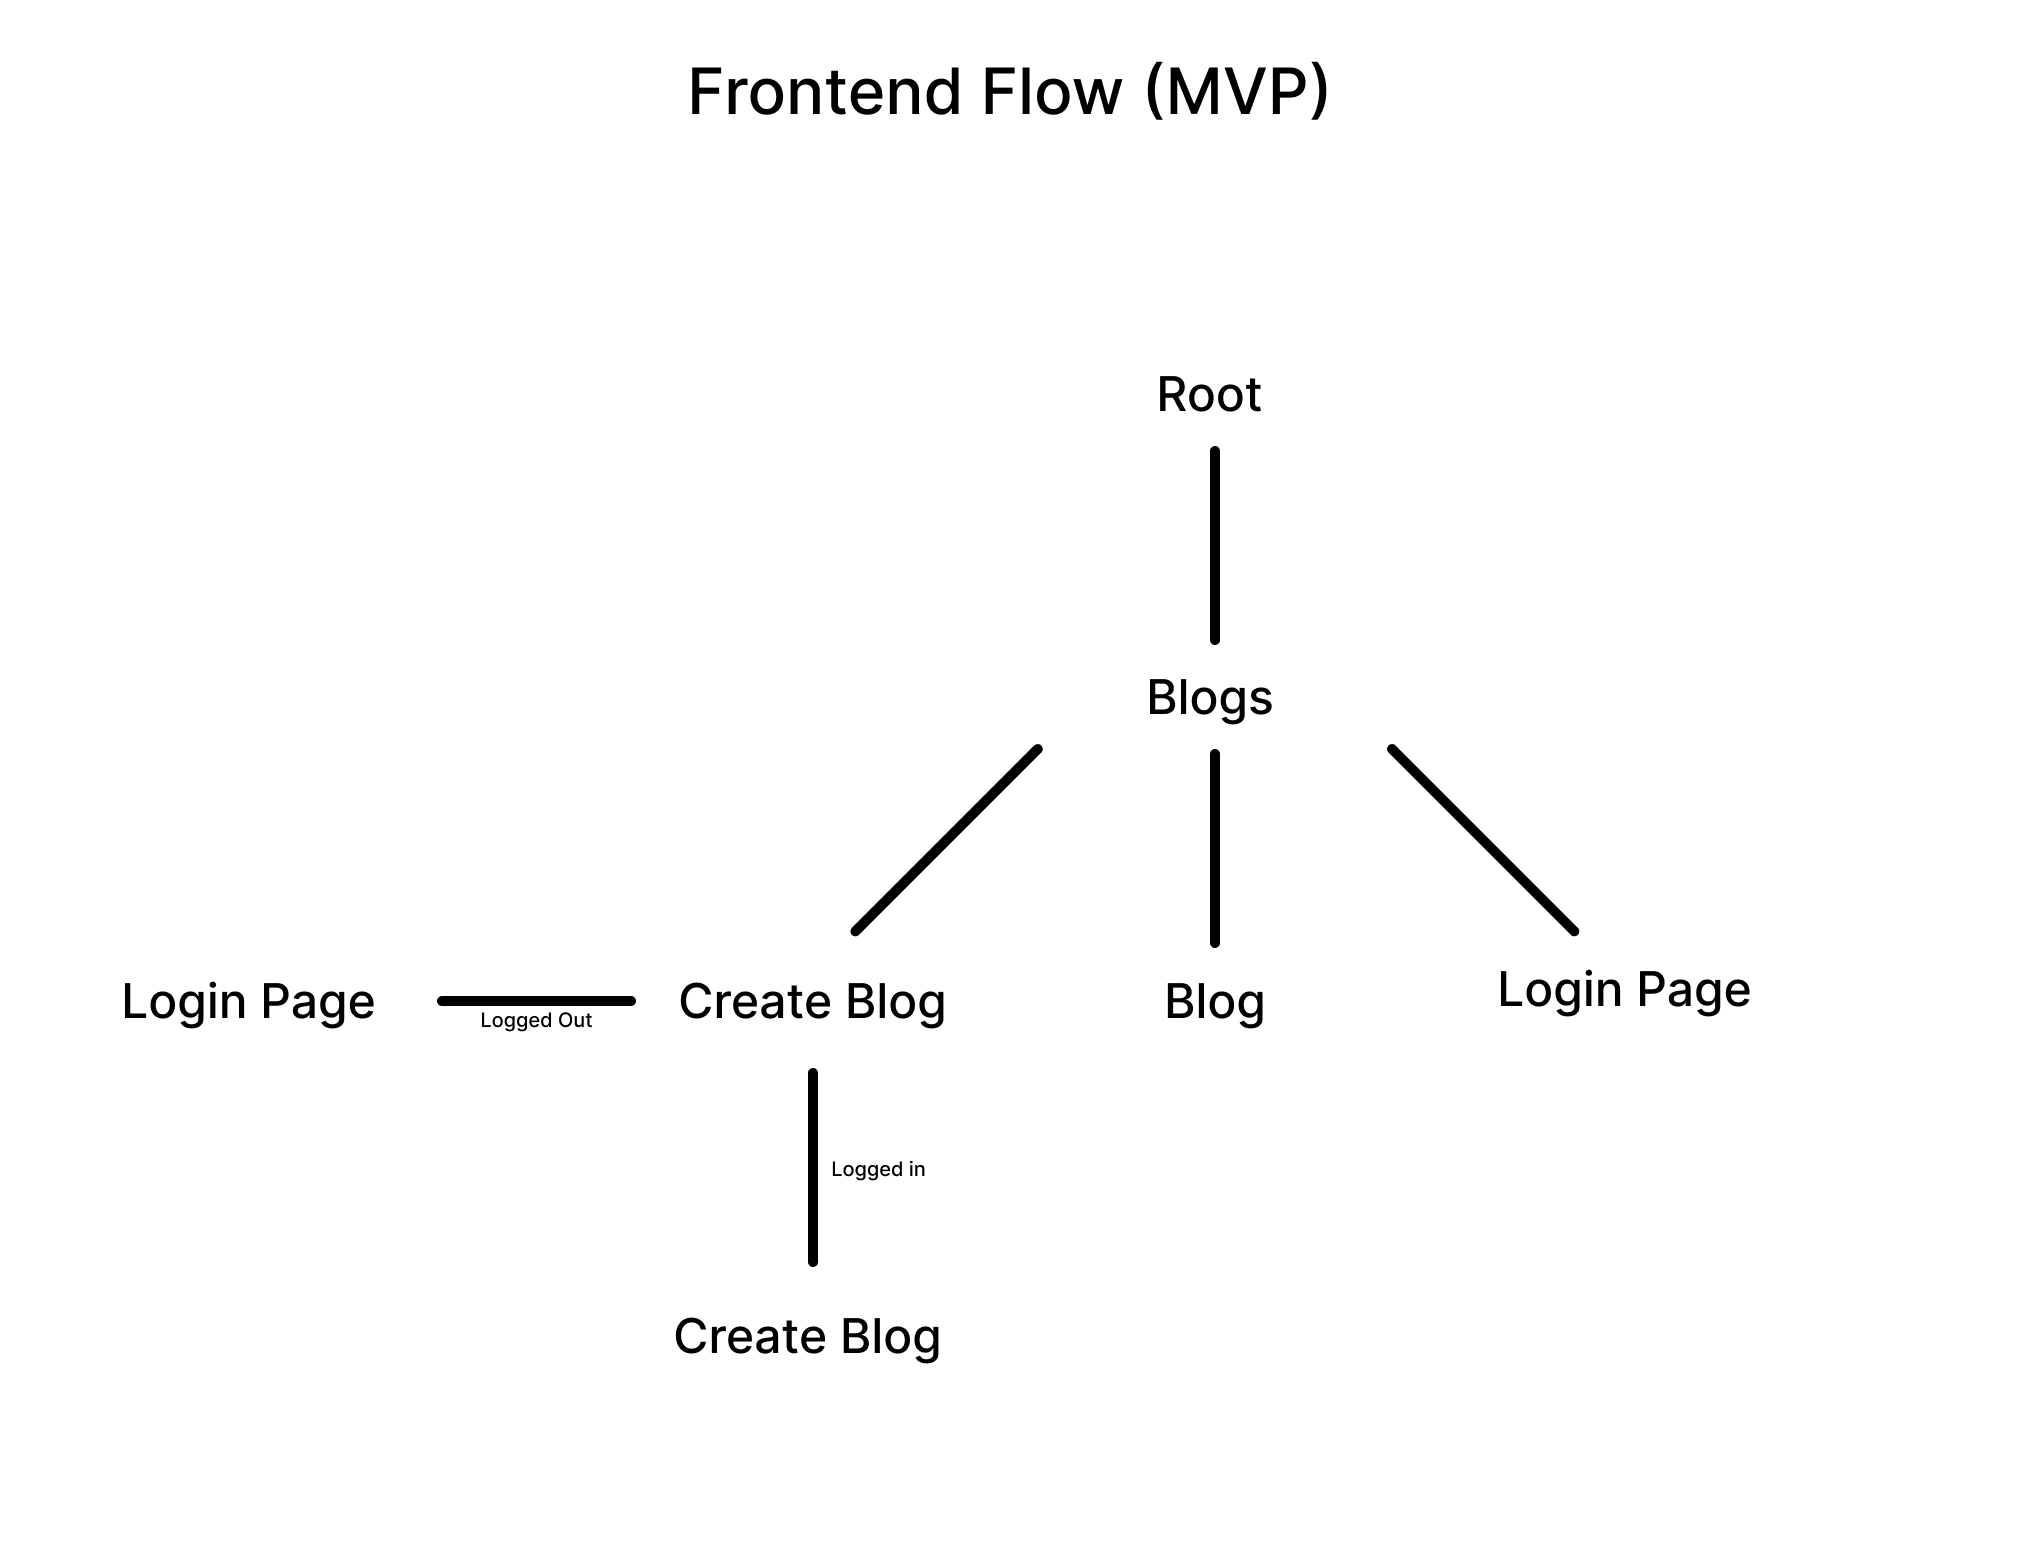 Frontend Flow (MVP)
Root
Blogs
Login Page
Logged Out
Create Blog
Blog
Login Page
Logged in
Create Blog